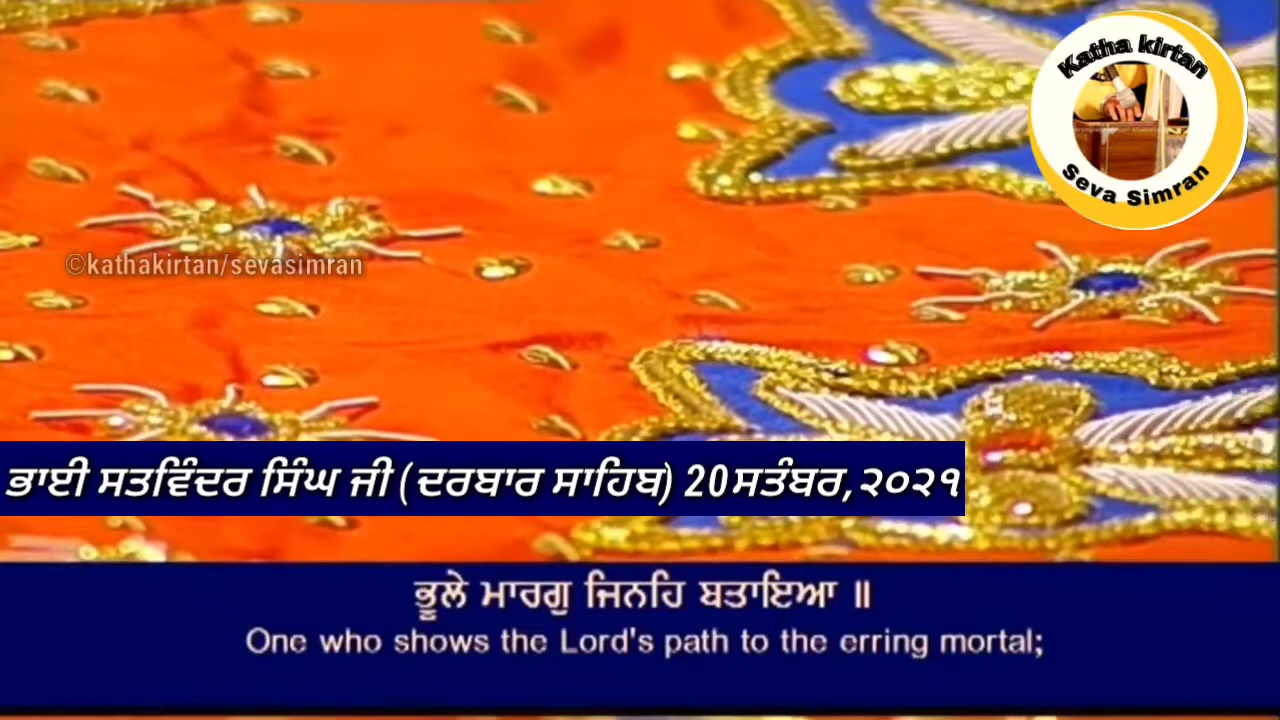 Katha kirtan
Seva Simran
©kathakirtan/sevasimran
ਭਾਈ ਸਤਵਿੰਦਰ ਸਿੰਘ ਜੀ (ਦਰਬਾਰ ਸਾਹਿਬ) 20ਸਤੰਬਰ,੨੦੨੧
ਭੂਲੇ ਮਾਰਗੁ ਜਿਨਹਿ ਬਤਾਇਆ ॥
One who shows the Lord's path to the erring mortal;